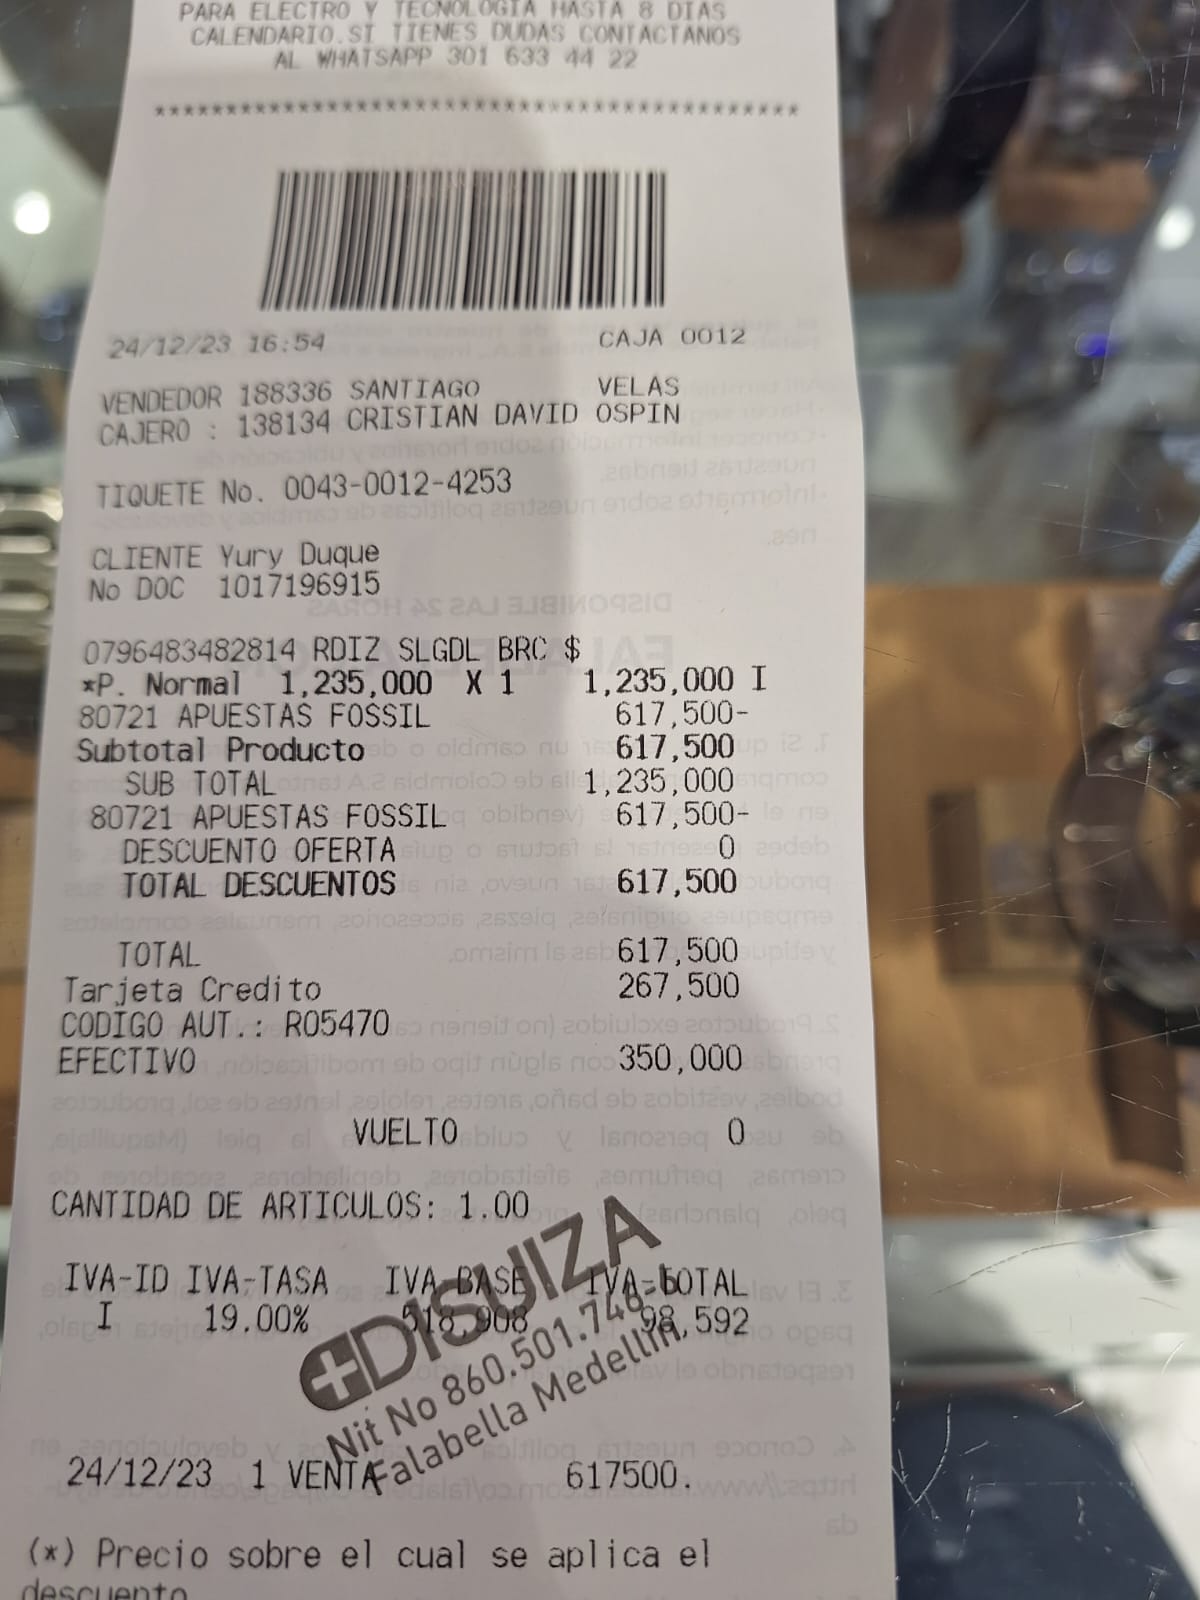 PARA ELECTRO Y TECNOLOGIA HASTA 8 DIAS
CALENDARIO.SI TIENES DUDAS CONTACTANOS
AL WHATSAPP 301 633 44 22
********************************************
24/12/23 16:54 CAJA 0012
VENDEDOR 188336 SANTIAGO VELAS
CAJERO : 138134 CRISTIAN DAVID OSPIN
TIQUETE No. 0043-0012-4253
CLIENTE Yury Duque
No DOC 1017196915
0796483482814 RDIZ SLGDL BRC $
*P. Normal 1,235,000 X 1 1,235,000 I
80721 APUESTAS FOSSIL 617,500-
Subtotal Producto 617,500
SUB TOTAL 1,235,000
80721 APUESTAS FOSSIL 617,500-
DESCUENTO OFERTA 0
TOTAL DESCUENTOS 617,500
TOTAL 617,500
Tarjeta Credito 267,500
CODIGO AUT.: R05470
EFECTIVO 350,000
VUELTO 0
CANTIDAD DE ARTICULOS: 1.00
IVA-ID IVA-TASA IVA-BASE IVA-TOTAL
I 19.00% 518,908 98,592
DISUIZA
Nit No 860.501.746-
Falabella Medellin.
24/12/23 1 VENTA 617500.
(*) Precio sobre el cual se aplica el
descuento